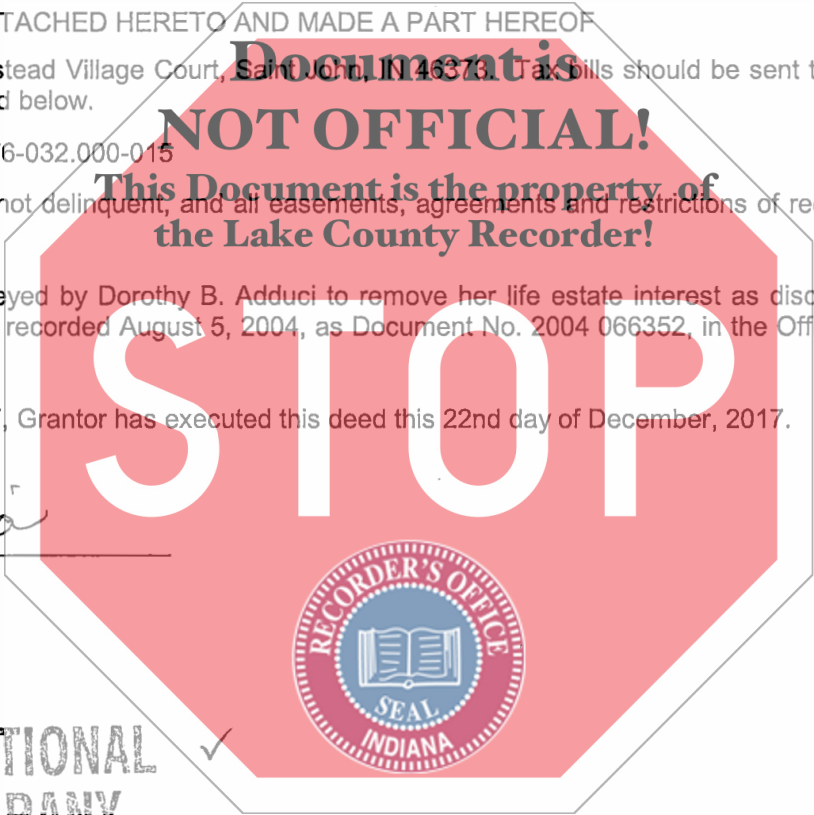 TACHED HERETO AND MADE A PART HEREOF
Document is
stead Village Court, Saint John, IN 46373. Tax bills should be sent t
d below.
NOT OFFICIAL!
6-032.000-015
This Document is the property of
not delinquent, and all easements, agreements and restrictions of re
the Lake County Recorder!
eyed by Dorothy B. Adduci to remove her life estate interest as disc
recorded August 5, 2004, as Document No. 2004 066352, in the Off
STOP
, Grantor has executed this deed this 22nd day of December, 2017.
RECORDER'S OFFICE
SEAL
INDIANA
TIONAL
PANY